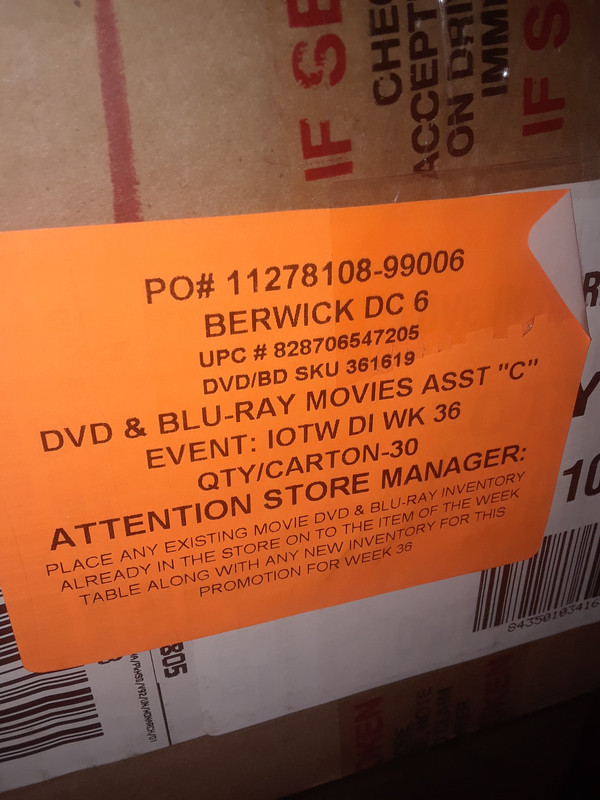 IF SE
CHEC
ACCEPT
ON DRI
IMM
IF S
PO# 11278108-99006
BERWICK DC 6
UPC # 828706547205
DVD/BD SKU 361619
DVD & BLU-RAY MOVIES ASST "C"
EVENT: IOTW DI WK 36
QTY/CARTON-30
ATTENTION STORE MANAGER:
PLACE ANY EXISTING MOVIE DVD & BLU-RAY INVENTORY
ALREADY IN THE STORE ON TO THE ITEM OF THE WEEK
TABLE ALONG WITH ANY NEW INVENTORY FOR THIS
PROMOTION FOR WEEK 36
R
Y
10
805